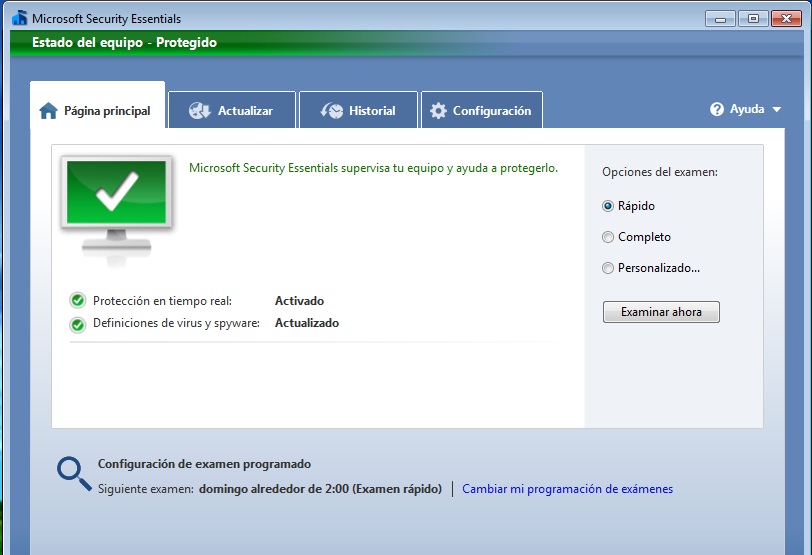 Microsoft Security Essentials
Estado del equipo - Protegido
Página principal
Actualizar
Historial
Configuración
Ayuda
Microsoft Security Essentials supervisa tu equipo y ayuda a protegerlo.
Opciones del examen:
Rápido
Completo
Personalizado...
Examinar ahora
Protección en tiempo real: Activado
Definiciones de virus y spyware: Actualizado
Configuración de examen programado
Siguiente examen: domingo alrededor de 2:00 (Examen rápido) | Cambiar mi programación de exámenes